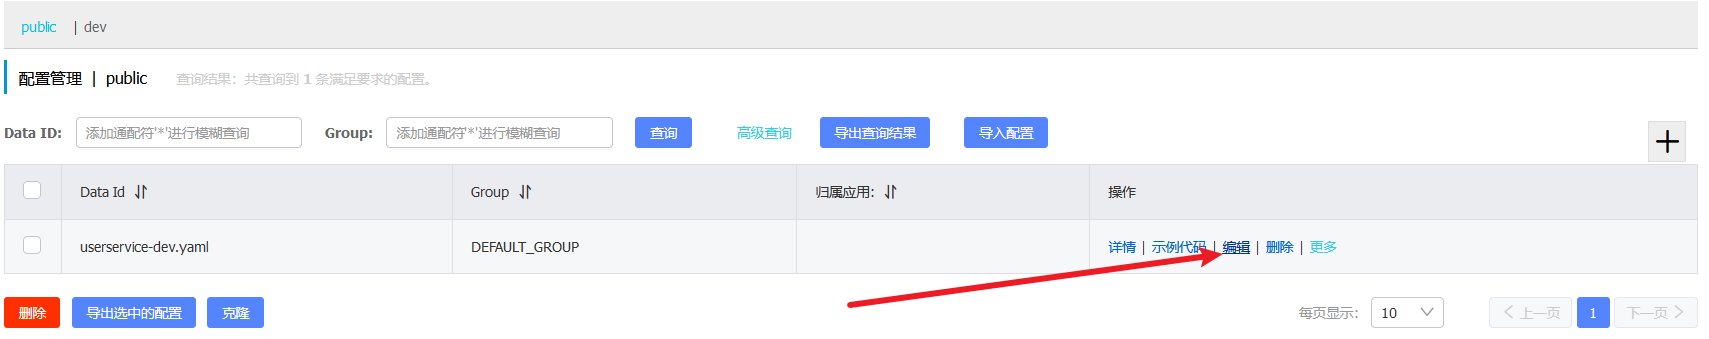 public | dev
配置管理 | public 查询结果：共查询到 1 条满足要求的配置。
Data ID: 添加通配符'*'进行模糊查询 Group: 添加通配符'*'进行模糊查询 查询 高级查询 导出查询结果 导入配置
Data Id Group 归属应用: 操作
userservice-dev.yaml DEFAULT_GROUP 详情 | 示例代码 | 编辑 | 删除 | 更多
删除 导出选中的配置 克隆 每页显示: 10 上一页 1 下一页